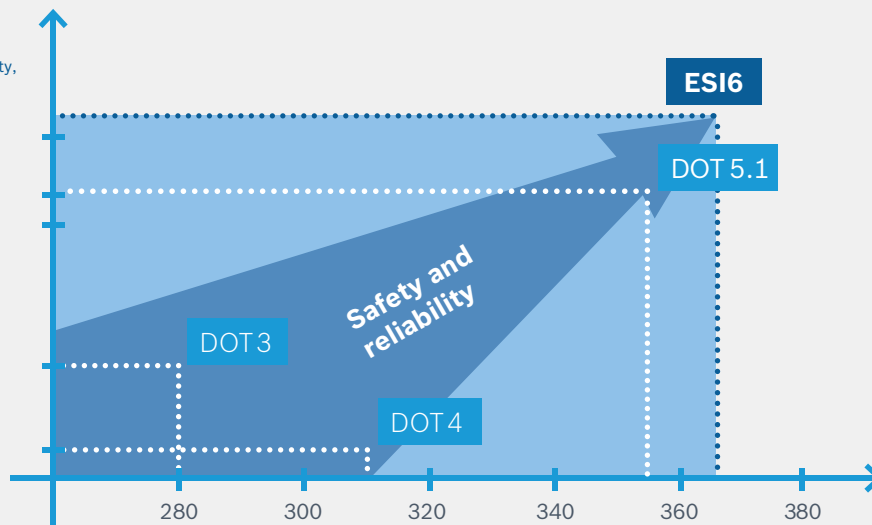 ty,
ESI6
DOT 5.1
Safety and
reliability
DOT 3
DOT 4
280 300 320 340 360 380